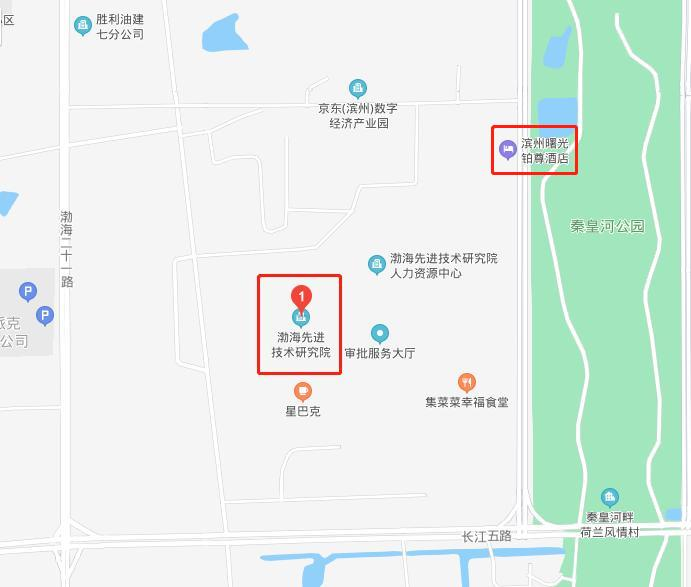 区
胜利油建
七分公司
京东(滨州)数字
经济产业园
滨州曙光
铂尊酒店
渤海二十一路
秦皇河公园
渤海先进技术研究院
人力资源中心
P
P
派克
公司
1
渤海先进
技术研究院
审批服务大厅
星巴克
集菜菜幸福食堂
秦皇河畔
荷兰风情村
长江五路